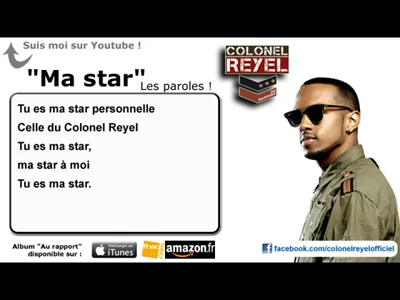 Suis moi sur Youtube !
"Ma star"
Les paroles !
COLONEL
REYEL
Tu es ma star personnelle
Celle du Colonel Reyel
Tu es ma star,
ma star à moi
Tu es ma star.
Album "Au rapport"
disponible sur :
iTunes
fnac
amazon.fr
facebook.com/colonelreyelofficiel